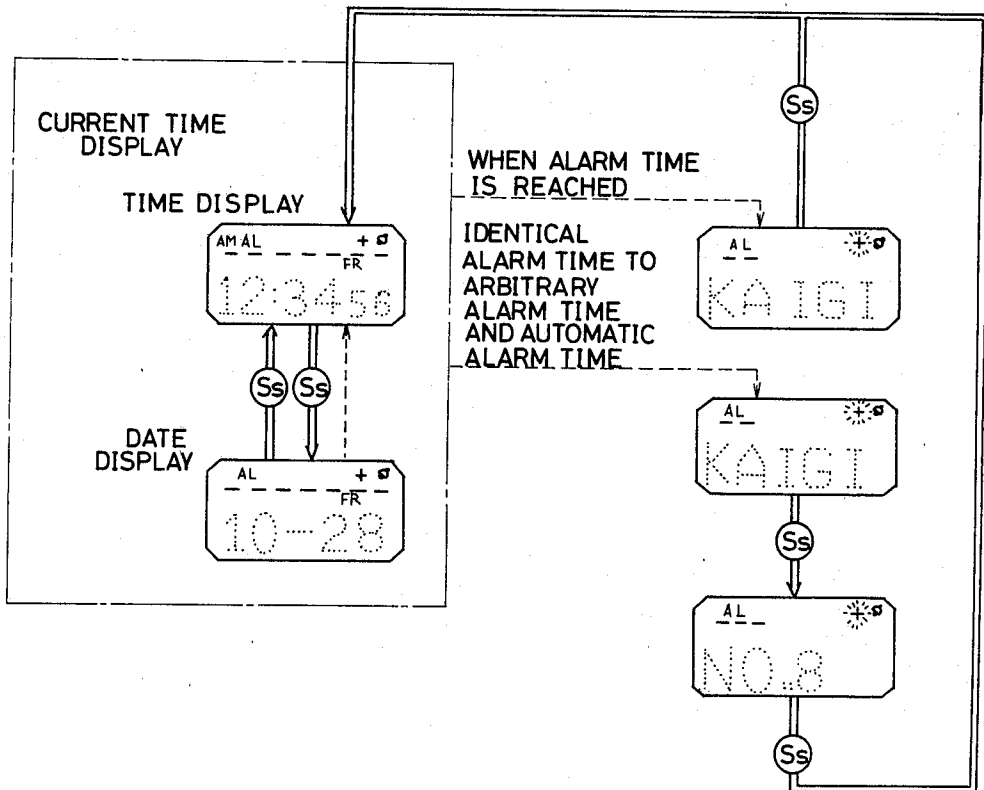 CURRENT TIME
DISPLAY
TIME DISPLAY
AM AL +
FR
12:34 56
Ss Ss
DATE
DISPLAY
AL +
FR
10-28
WHEN ALARM TIME
IS REACHED
Ss
AL +
KAIGI
IDENTICAL
ALARM TIME TO
ARBITRARY
ALARM TIME
AND AUTOMATIC
ALARM TIME
AL +
KAIGI
Ss
AL +
NO.8
Ss